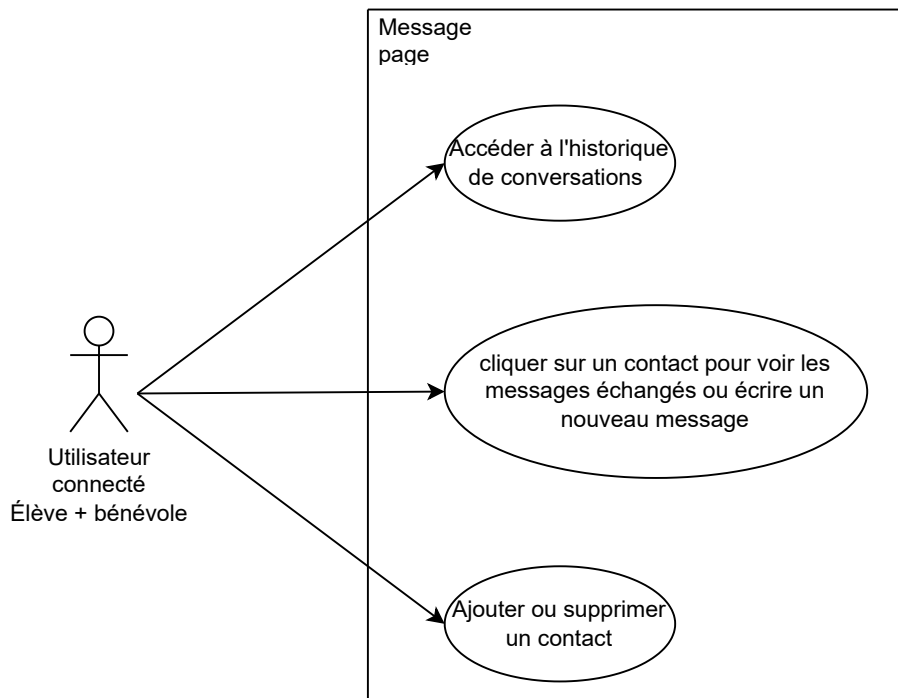 Message
page
Accéder à l'historique
de conversations
cliquer sur un contact pour voir les
messages échangés ou écrire un
nouveau message
Utilisateur
connecté
Élève + bénévole
Ajouter ou supprimer
un contact